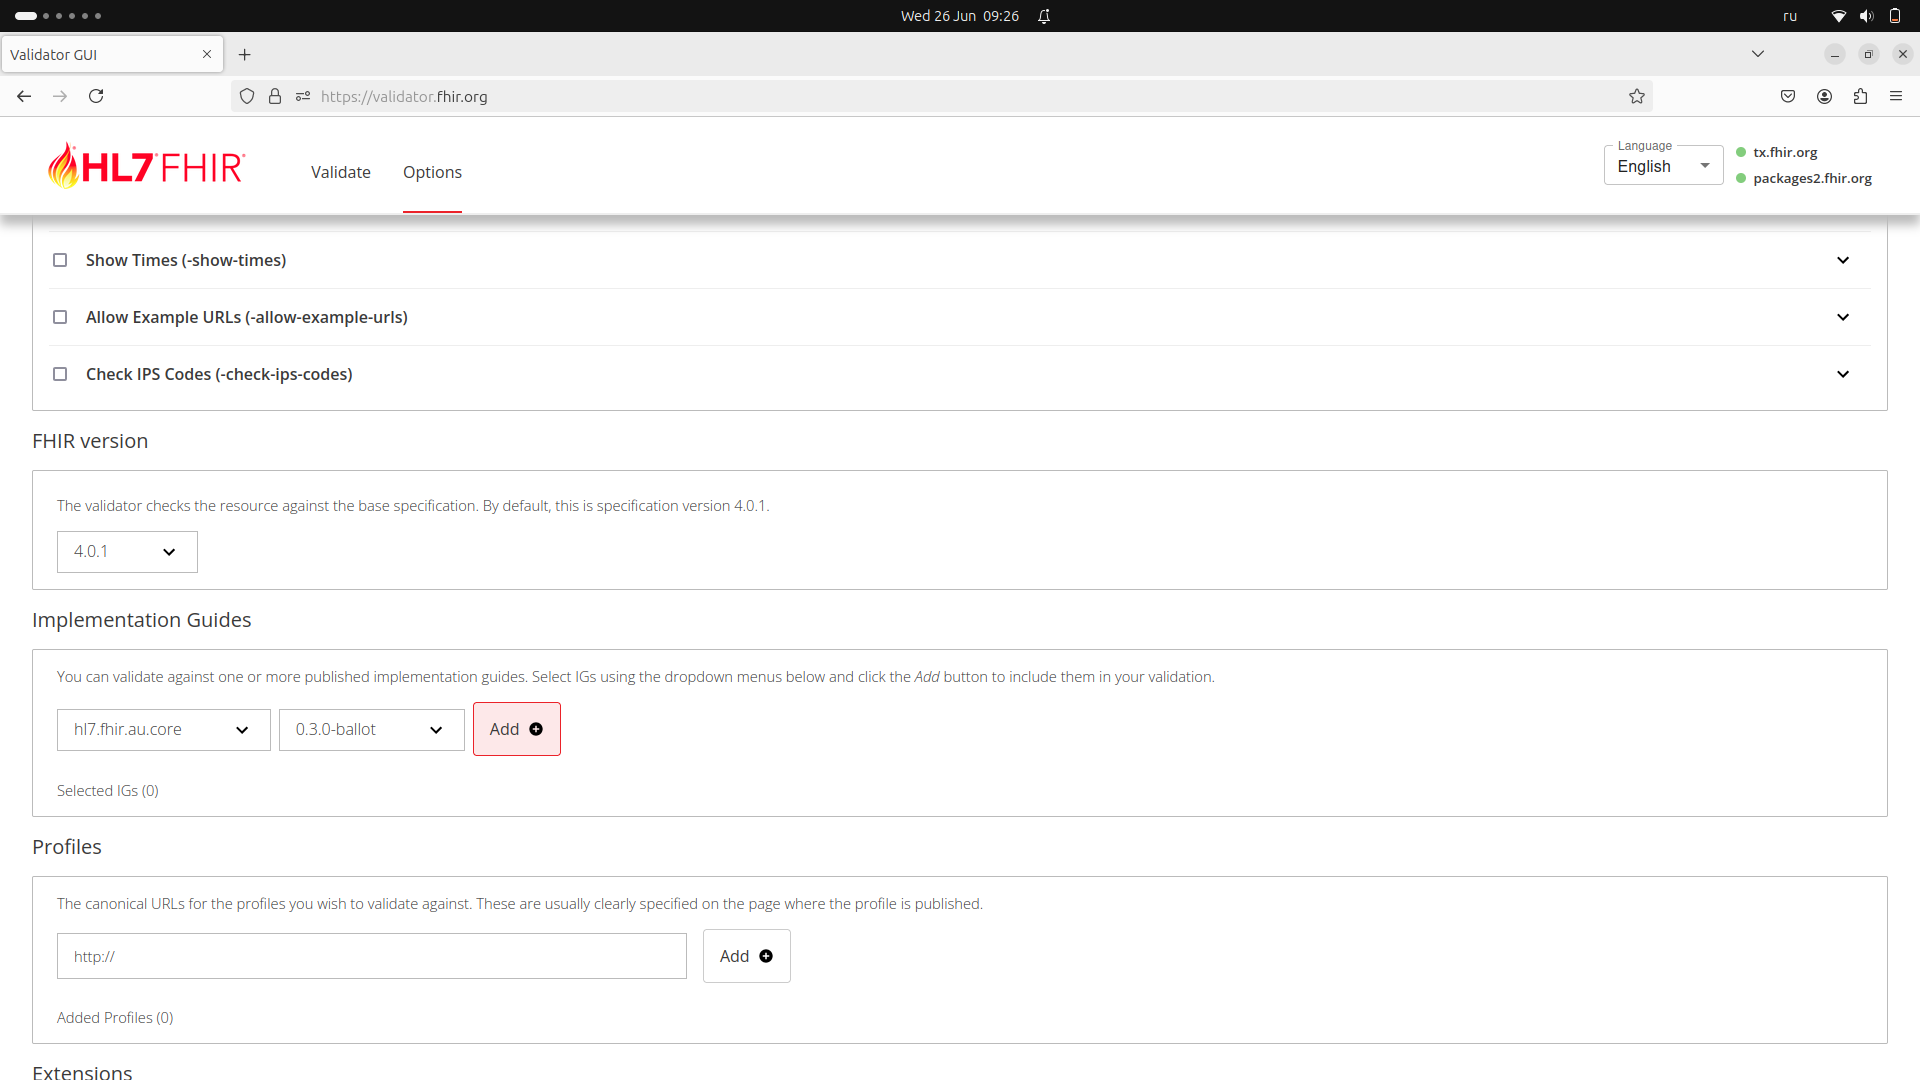 Wed 26 Jun 09:26
ru
Validator GUI
https://validator.fhir.org
HL7 FHIR
Validate
Options
Language
English
tx.fhir.org
packages2.fhir.org
Show Times (-show-times)
Allow Example URLs (-allow-example-urls)
Check IPS Codes (-check-ips-codes)
FHIR version
The validator checks the resource against the base specification. By default, this is specification version 4.0.1.
4.0.1
Implementation Guides
You can validate against one or more published implementation guides. Select IGs using the dropdown menus below and click the Add button to include them in your validation.
hl7.fhir.au.core
0.3.0-ballot
Add
Selected IGs (0)
Profiles
The canonical URLs for the profiles you wish to validate against. These are usually clearly specified on the page where the profile is published.
http://
Add
Added Profiles (0)
Extensions